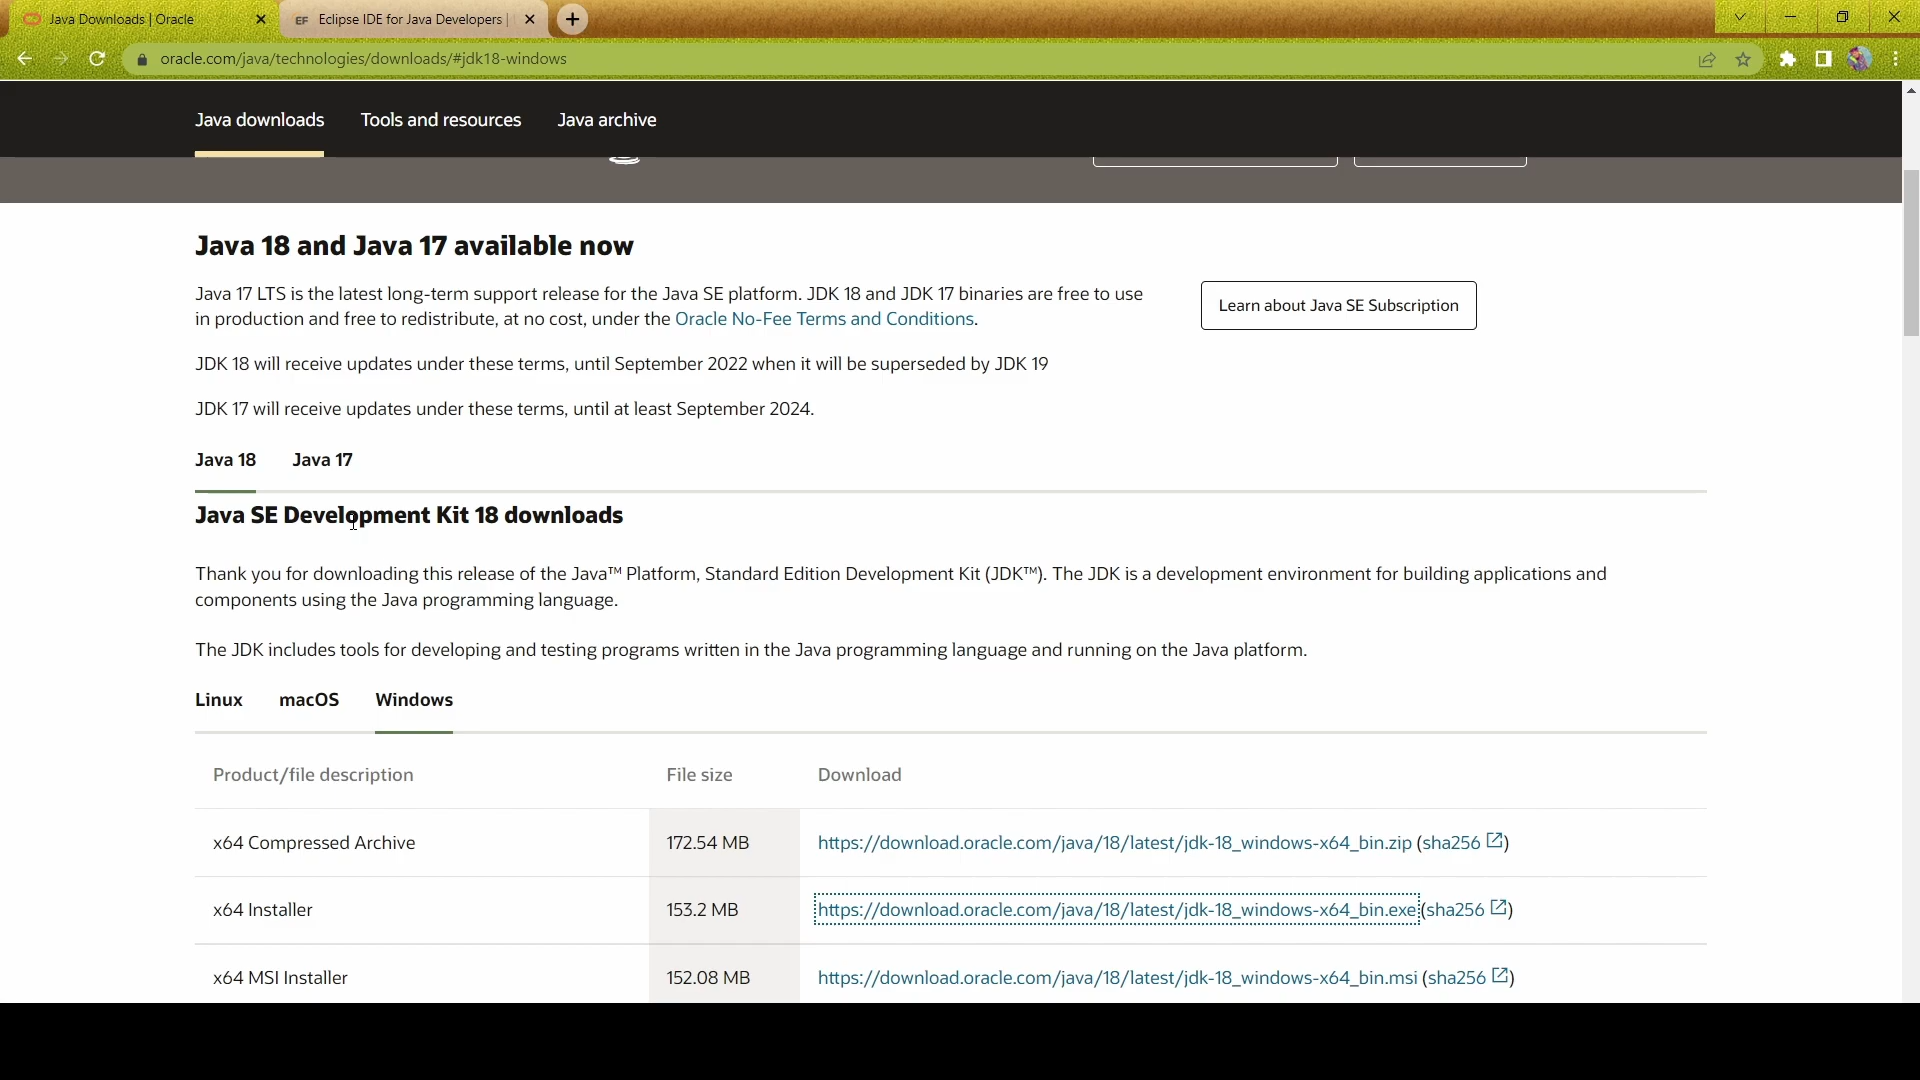 Java Downloads | Oracle
EF Eclipse IDE for Java Developers |
oracle.com/java/technologies/downloads/#jdk18-windows
Java downloads Tools and resources Java archive
Java 18 and Java 17 available now
Java 17 LTS is the latest long-term support release for the Java SE platform. JDK 18 and JDK 17 binaries are free to use
in production and free to redistribute, at no cost, under the Oracle No-Fee Terms and Conditions.
Learn about Java SE Subscription
JDK 18 will receive updates under these terms, until September 2022 when it will be superseded by JDK 19
JDK 17 will receive updates under these terms, until at least September 2024.
Java 18 Java 17
Java SE Development Kit 18 downloads
Thank you for downloading this release of the Java™ Platform, Standard Edition Development Kit (JDK™). The JDK is a development environment for building applications and
components using the Java programming language.
The JDK includes tools for developing and testing programs written in the Java programming language and running on the Java platform.
Linux macOS Windows
Product/file description File size Download
x64 Compressed Archive 172.54 MB https://download.oracle.com/java/18/latest/jdk-18_windows-x64_bin.zip (sha256)
x64 Installer 153.2 MB https://download.oracle.com/java/18/latest/jdk-18_windows-x64_bin.exe (sha256)
x64 MSI Installer 152.08 MB https://download.oracle.com/java/18/latest/jdk-18_windows-x64_bin.msi (sha256)